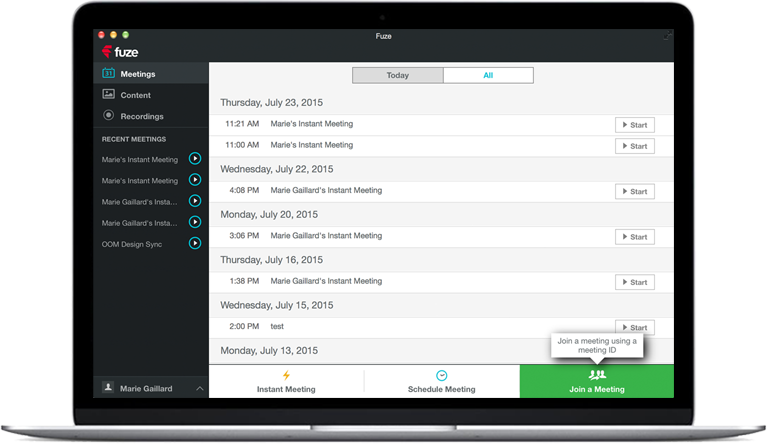 Fuze
fuze
31
Meetings
Content
Recordings
RECENT MEETINGS
Marie's Instant Meeting
Marie's Instant Meeting
Marie Gaillard's Insta...
Marie Gaillard's Insta...
OOM Design Sync
Marie Gaillard
Today
All
Thursday, July 23, 2015
11:21 AM Marie's Instant Meeting Start
11:00 AM Marie's Instant Meeting Start
Wednesday, July 22, 2015
4:08 PM Marie Gaillard's Instant Meeting Start
Monday, July 20, 2015
3:06 PM Marie Gaillard's Instant Meeting Start
Thursday, July 16, 2015
1:38 PM Marie Gaillard's Instant Meeting Start
Wednesday, July 15, 2015
2:00 PM test Start
Monday, July 13, 2015
Join a meeting using a
meeting ID
Instant Meeting
Schedule Meeting
Join a Meeting